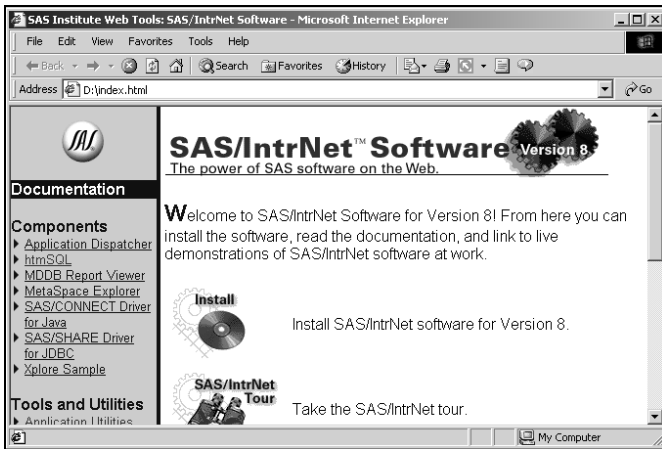 SAS Institute Web Tools: SAS/IntrNet Software - Microsoft Internet Explorer
File Edit View Favorites Tools Help
Back Search Favorites History
Address D:\index.html Go
SAS
Documentation
Components
Application Dispatcher
htmSQL
MDDB Report Viewer
MetaSpace Explorer
SAS/CONNECT Driver
for Java
SAS/SHARE Driver
for JDBC
Xplore Sample
Tools and Utilities
Application Utilities
SAS/IntrNet™ Software Version 8
The power of SAS software on the Web.
Welcome to SAS/IntrNet Software for Version 8! From here you can
install the software, read the documentation, and link to live
demonstrations of SAS/IntrNet software at work.
Install
Install SAS/IntrNet software for Version 8.
SAS/IntrNet
Tour
Take the SAS/IntrNet tour.
My Computer